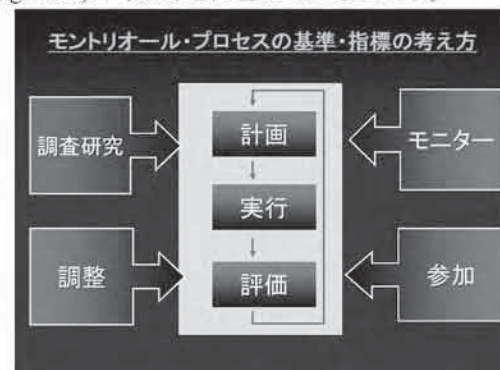 モントリオール・プロセスの基準・指標の考え方
調査研究
計画
モニター
実行
調整
評価
参加